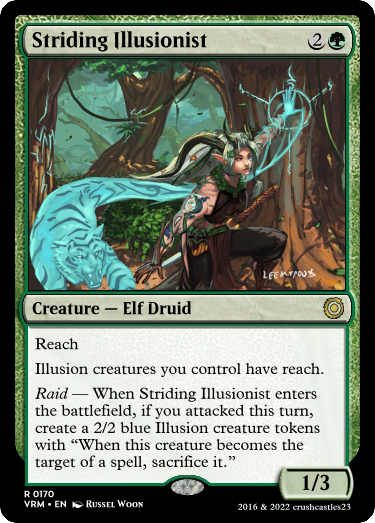 Striding Illusionist 2
LEEWYPOUS
Creature — Elf Druid
Reach
Illusion creatures you control have reach.
Raid — When Striding Illusionist enters
the battlefield, if you attacked this turn,
create a 2/2 blue Illusion creature tokens
with “When this creature becomes the
target of a spell, sacrifice it.”
1/3
R 0170
VRM • EN Russel Woon
2016 & 2022 crushcastles23